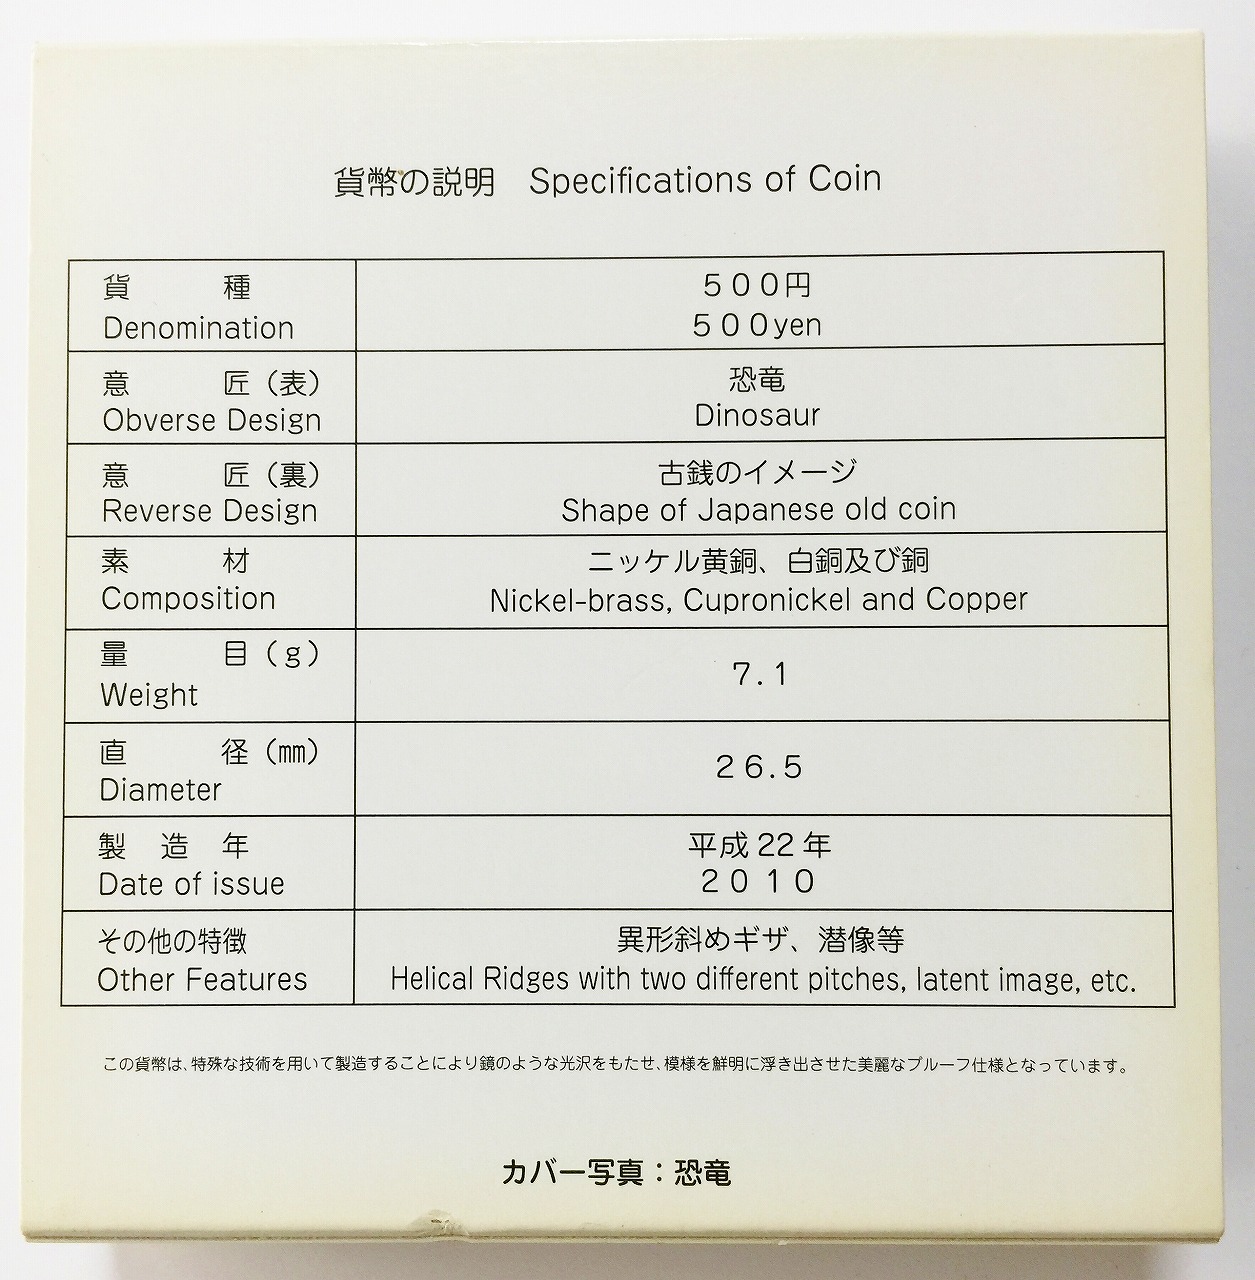 貨幣の説明　Specifications of Coin
貨　　　種
Denomination
５００円
５００yen
意　　　匠（表）
Obverse Design
恐竜
Dinosaur
意　　　匠（裏）
Reverse Design
古銭のイメージ
Shape of Japanese old coin
素　　　材
Composition
ニッケル黄銅、白銅及び銅
Nickel-brass, Cupronickel and Copper
量　　　目（ｇ）
Weight
７.１
直　　　径（㎜）
Diameter
２６.５
製　造　年
Date of issue
平成 22 年
２０１０
その他の特徴
Other Features
異形斜めギザ、潜像等
Helical Ridges with two different pitches, latent image, etc.
この貨幣は、特殊な技術を用いて製造することにより鏡のような光沢をもたせ、模様を鮮明に浮き出させた美麗なプルーフ仕様となっています。
カバー写真：恐竜